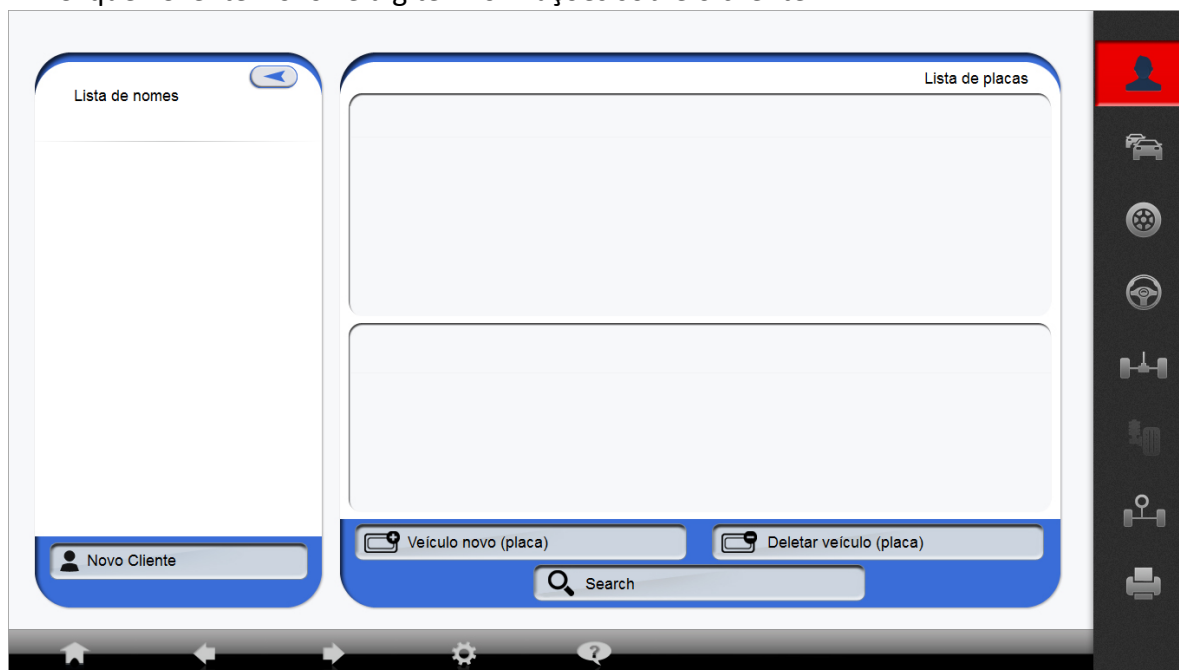 Lista de nomes
Lista de placas
Veículo novo (placa)
Deletar veículo (placa)
Novo Cliente
Search